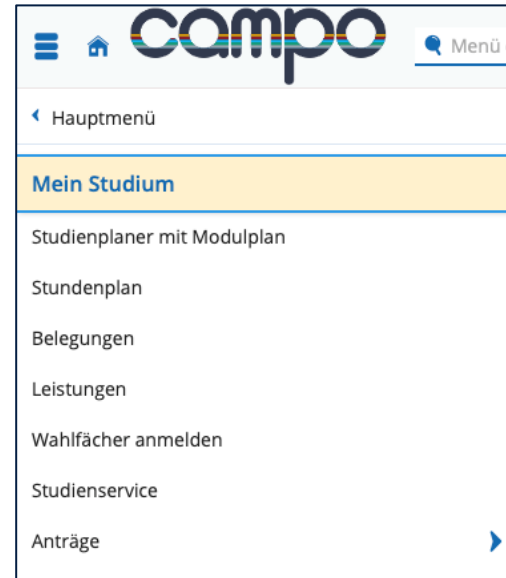 campo
Menü
Hauptmenü
Mein Studium
Studienplaner mit Modulplan
Stundenplan
Belegungen
Leistungen
Wahlfächer anmelden
Studienservice
Anträge